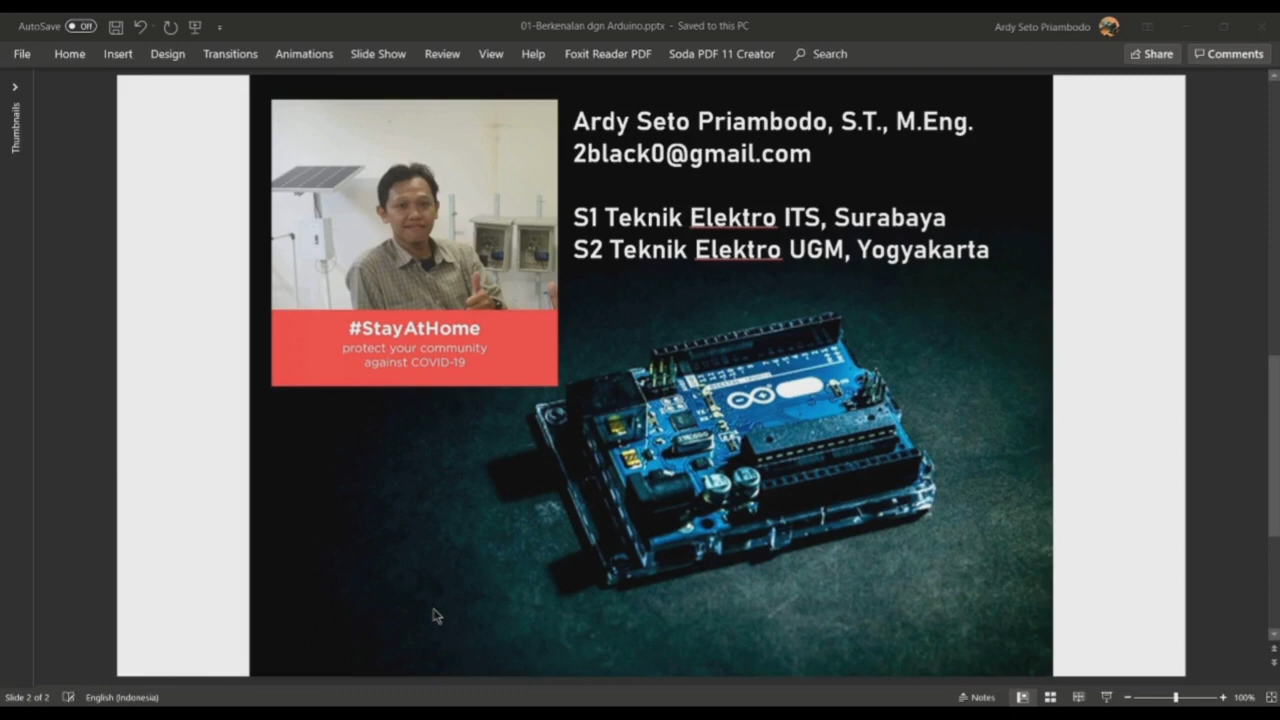 AutoSave Off
01-Berkenalan dgn Arduino.pptx - Saved to this PC
Ardy Seto Priambodo
File Home Insert Design Transitions Animations Slide Show Review View Help Foxit Reader PDF Soda PDF 11 Creator Search Share Comments
Thumbnails
Ardy Seto Priambodo, S.T., M.Eng.
2black0@gmail.com
S1 Teknik Elektro ITS, Surabaya
S2 Teknik Elektro UGM, Yogyakarta
#StayAtHome
protect your community
against COVID-19
Slide 2 of 2 English (Indonesia) Notes 100%